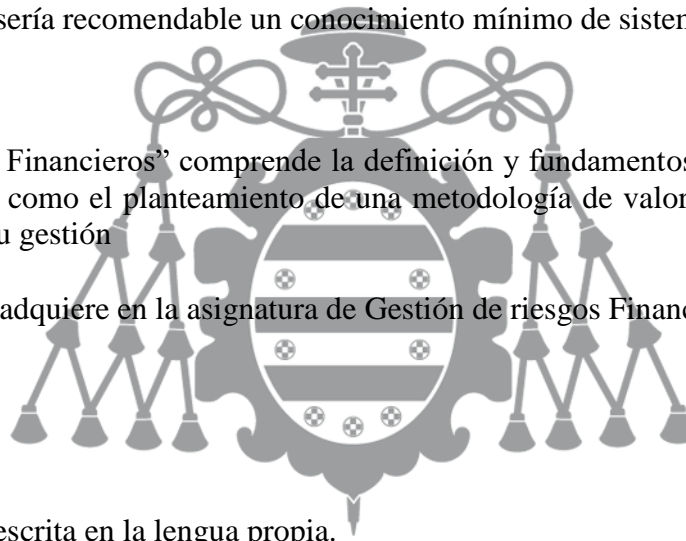 sería recomendable un conocimiento mínimo de sistem
Financieros” comprende la definición y fundamentos
como el planteamiento de una metodología de valor
u gestión
adquiere en la asignatura de Gestión de riesgos Financ
escrita en la lengua propia.